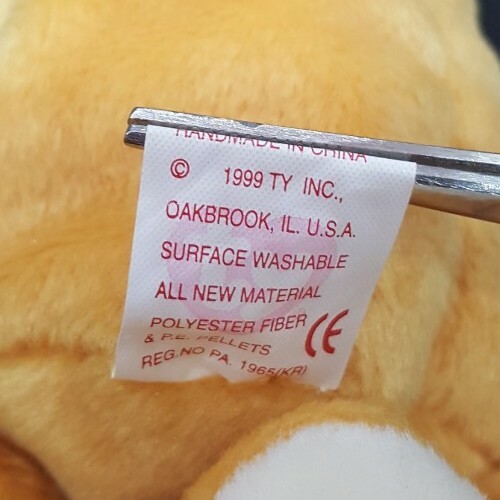 HANDMADE IN CHINA
© 1999 TY INC.,
OAKBROOK, IL. U.S.A.
SURFACE WASHABLE
ALL NEW MATERIAL
POLYESTER FIBER
& P.E. PELLETS CE
REG.NO PA. 1965(KR)